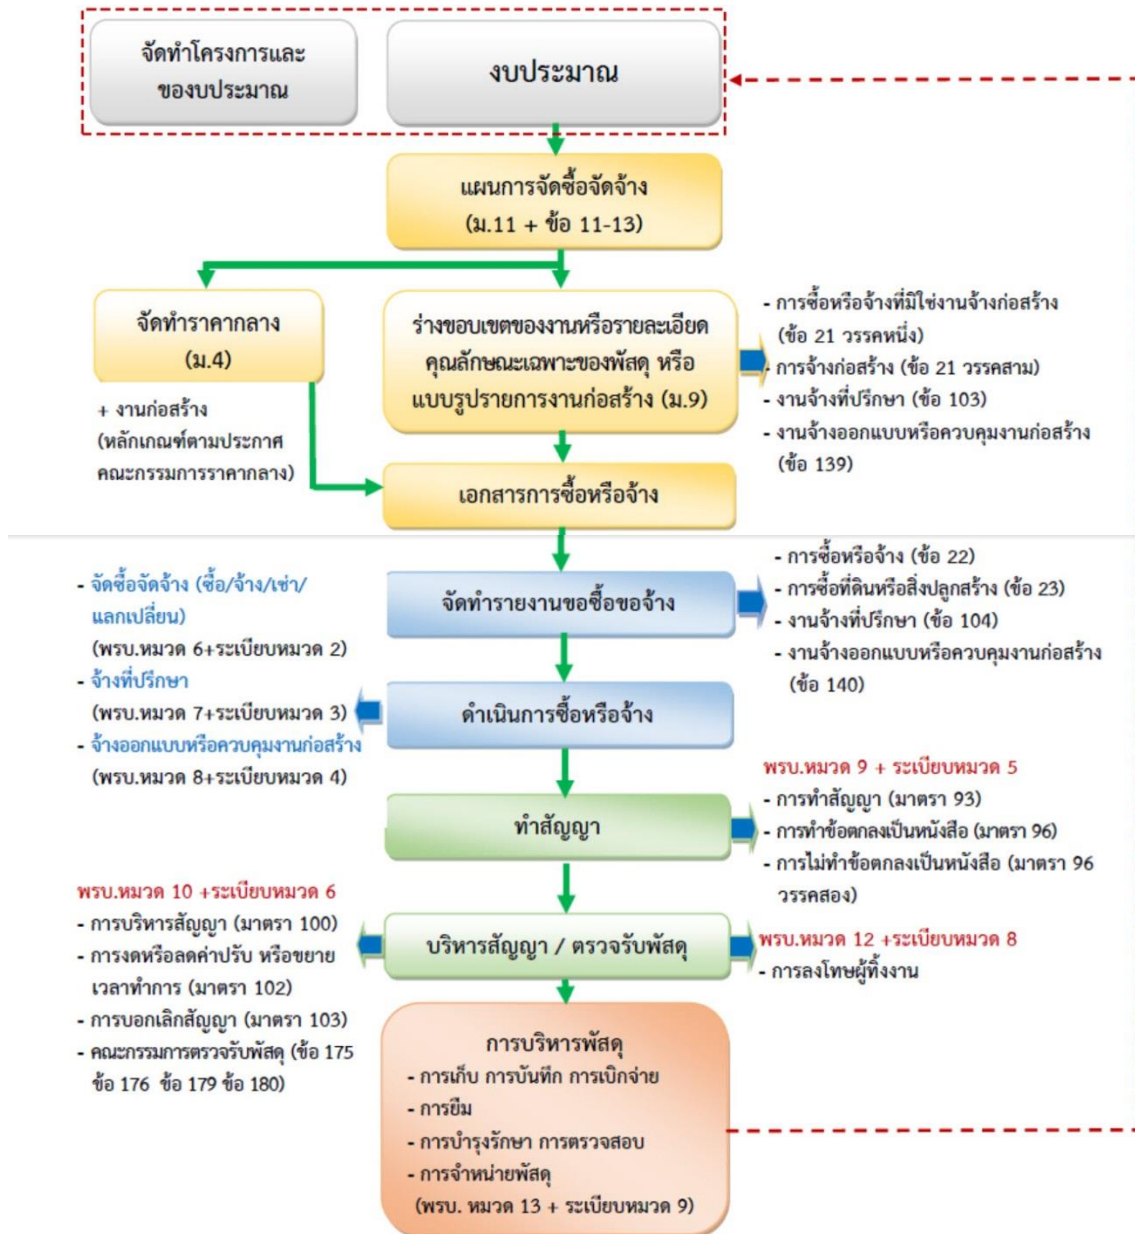 จัดทำโครงการและ
ของบประมาณ
งบประมาณ
แผนการจัดซื้อจัดจ้าง
(ม.11 + ข้อ 11-13)
จัดทำราคากลาง
(ม.4)
+ งานก่อสร้าง
(หลักเกณฑ์ตามประกาศ
คณะกรรมการราคากลาง)
ร่างขอบเขตของงานหรือรายละเอียด
คุณลักษณะเฉพาะของพัสดุ หรือ
แบบรูปรายการงานก่อสร้าง (ม.9)
- การซื้อหรือจ้างที่มิใช่งานจ้างก่อสร้าง
(ข้อ 21 วรรคหนึ่ง)
- การจ้างก่อสร้าง (ข้อ 21 วรรคสาม)
- งานจ้างที่ปรึกษา (ข้อ 103)
- งานจ้างออกแบบหรือควบคุมงานก่อสร้าง
(ข้อ 139)
เอกสารการซื้อหรือจ้าง
จัดทำรายงานขอซื้อขอจ้าง
- การซื้อหรือจ้าง (ข้อ 22)
- การซื้อที่ดินหรือสิ่งปลูกสร้าง (ข้อ 23)
- งานจ้างที่ปรึกษา (ข้อ 104)
- งานจ้างออกแบบหรือควบคุมงานก่อสร้าง
(ข้อ 140)
- จัดซื้อจัดจ้าง (ซื้อ/จ้าง/เช่า/
แลกเปลี่ยน)
(พรบ.หมวด 6+ระเบียบหมวด 2)
- จ้างที่ปรึกษา
(พรบ.หมวด 7+ระเบียบหมวด 3)
- จ้างออกแบบหรือควบคุมงานก่อสร้าง
(พรบ.หมวด 8+ระเบียบหมวด 4)
ดำเนินการซื้อหรือจ้าง
ทำสัญญา
พรบ.หมวด 9 + ระเบียบหมวด 5
- การทำสัญญา (มาตรา 93)
- การทำข้อตกลงเป็นหนังสือ (มาตรา 96)
- การไม่ทำข้อตกลงเป็นหนังสือ (มาตรา 96
วรรคสอง)
พรบ.หมวด 10 +ระเบียบหมวด 6
- การบริหารสัญญา (มาตรา 100)
- การงดหรือลดค่าปรับ หรือขยาย
เวลาทำการ (มาตรา 102)
- การบอกเลิกสัญญา (มาตรา 103)
- คณะกรรมการตรวจรับพัสดุ (ข้อ 175
ข้อ 176 ข้อ 179 ข้อ 180)
บริหารสัญญา / ตรวจรับพัสดุ
พรบ.หมวด 12 +ระเบียบหมวด 8
- การลงโทษผู้ทิ้งงาน
การบริหารพัสดุ
- การเก็บ การบันทึก การเบิกจ่าย
- การยืม
- การบำรุงรักษา การตรวจสอบ
- การจำหน่ายพัสดุ
(พรบ. หมวด 13 + ระเบียบหมวด 9)